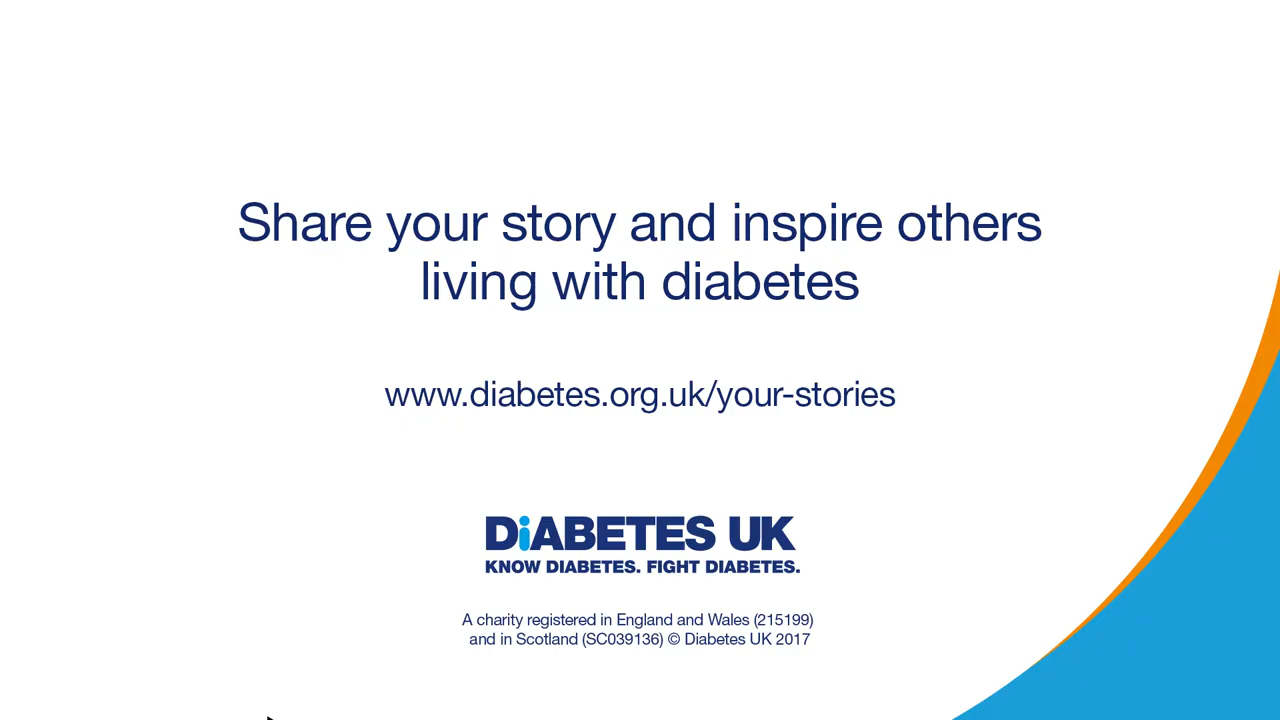 Share your story and inspire others
living with diabetes
www.diabetes.org.uk/your-stories
DiABETES UK
KNOW DIABETES. FIGHT DIABETES.
A charity registered in England and Wales (215199)
and in Scotland (SC039136) © Diabetes UK 2017